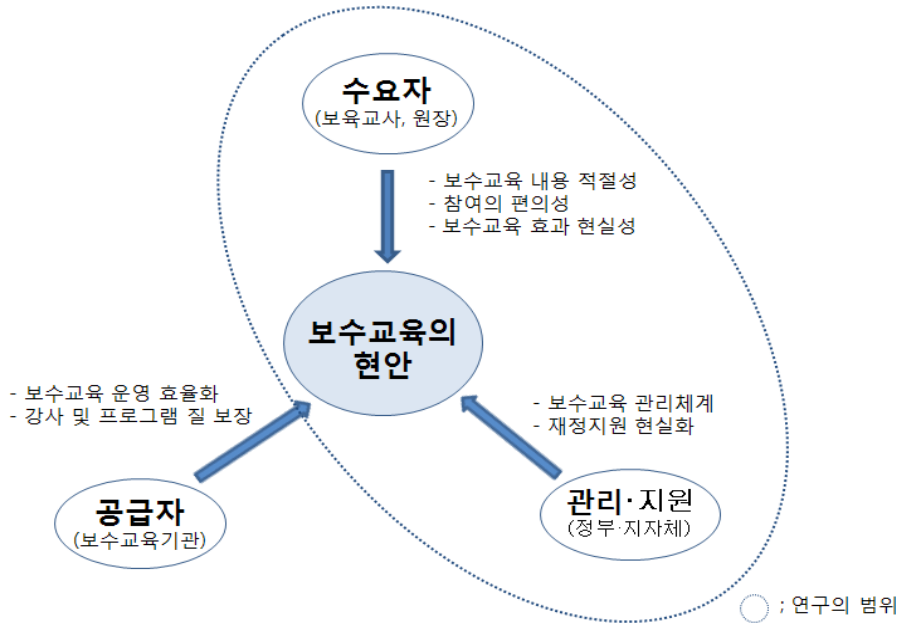 수요자
(보육교사, 원장)
- 보수교육 내용 적절성
- 참여의 편의성
- 보수교육 효과 현실성
보수교육의
현안
- 보수교육 운영 효율화
- 강사 및 프로그램 질 보장
- 보수교육 관리체계
- 재정지원 현실화
공급자
(보수교육기관)
관리·지원
(정부·지자체)
; 연구의 범위